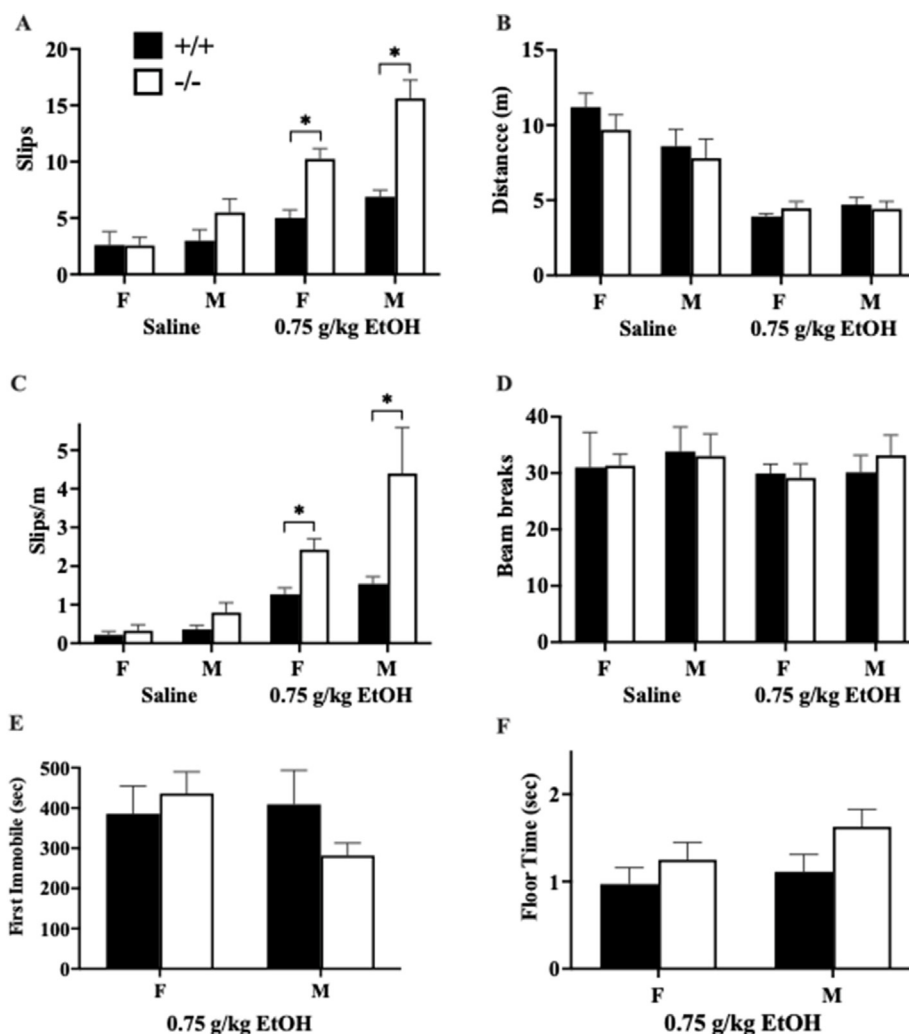 A
Slips
20
15
10
5
0
+/+
-/-
*
*
F
M
F
M
Saline
0.75 g/kg EtOH
B
Distancce (m)
15
10
5
0
F
M
F
M
Saline
0.75 g/kg EtOH
C
Slips/m
5
4
3
2
1
0
*
*
F
M
F
M
Saline
0.75 g/kg EtOH
D
Beam breaks
40
30
20
10
0
F
M
F
M
Saline
0.75 g/kg EtOH
E
First Immobile (sec)
500
400
300
200
100
0
F
M
0.75 g/kg EtOH
F
Floor Time (sec)
2
1
0
F
M
0.75 g/kg EtOH